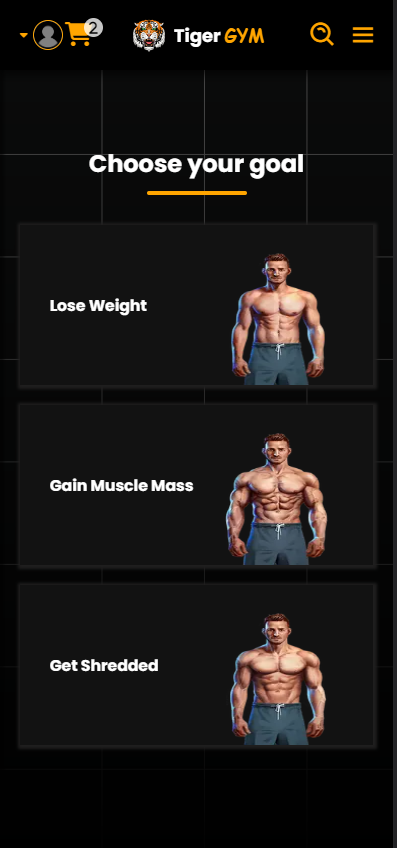 2
Tiger GYM
Choose your goal
Lose Weight
Gain Muscle Mass
Get Shredded